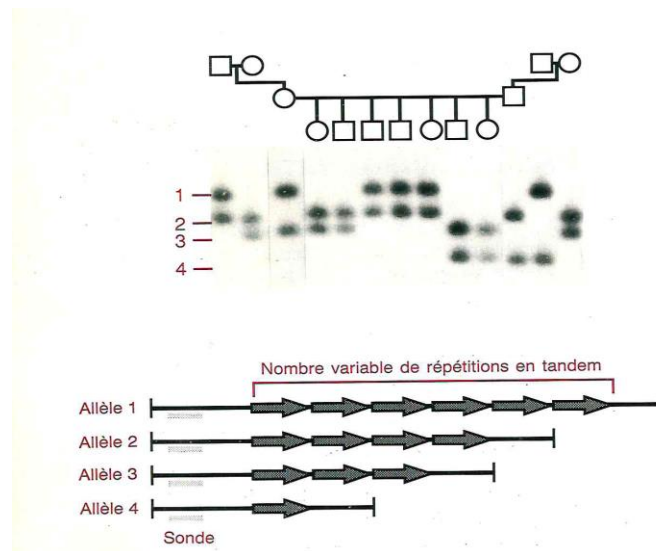 1
2
3
4
Nombre variable de répétitions en tandem
Allèle 1
Allèle 2
Allèle 3
Allèle 4
Sonde